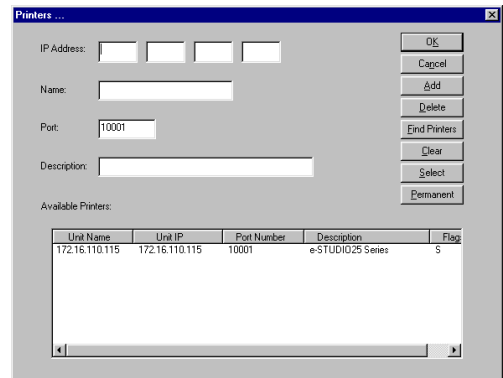 Printers ...
IP Address:
OK
Cancel
Name:
Add
Delete
Port: 10001
Find Printers
Clear
Description:
Select
Permanent
Available Printers:
Unit Name Unit IP Port Number Description Flags
172.16.110.115 172.16.110.115 10001 e-STUDIO25 Series S